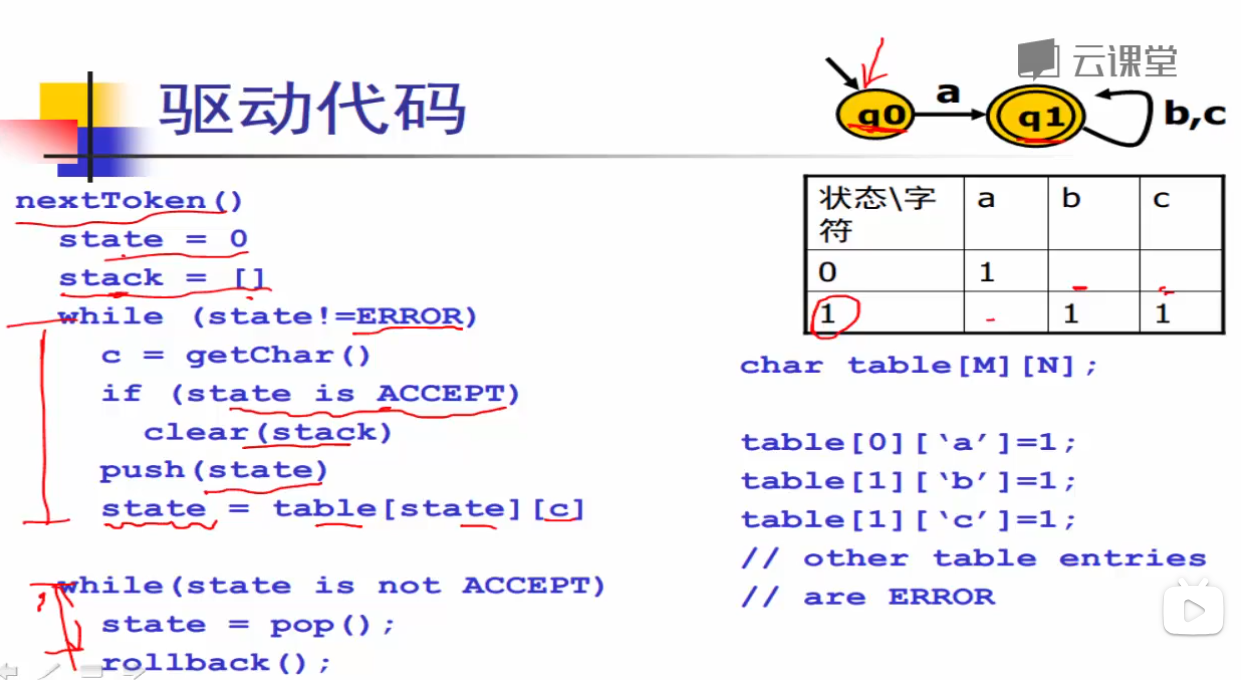 云课堂
驱动代码
a
q0
q1
b,c
nextToken()
state = 0
stack = []
while (state!=ERROR)
c = getChar()
if (state is ACCEPT)
clear(stack)
push(state)
state = table[state][c]
while(state is not ACCEPT)
state = pop();
rollback();
状态\字符 a b c
0 1
1 1 1
char table[M][N];
table[0][‘a’]=1;
table[1][‘b’]=1;
table[1][‘c’]=1;
// other table entries
// are ERROR